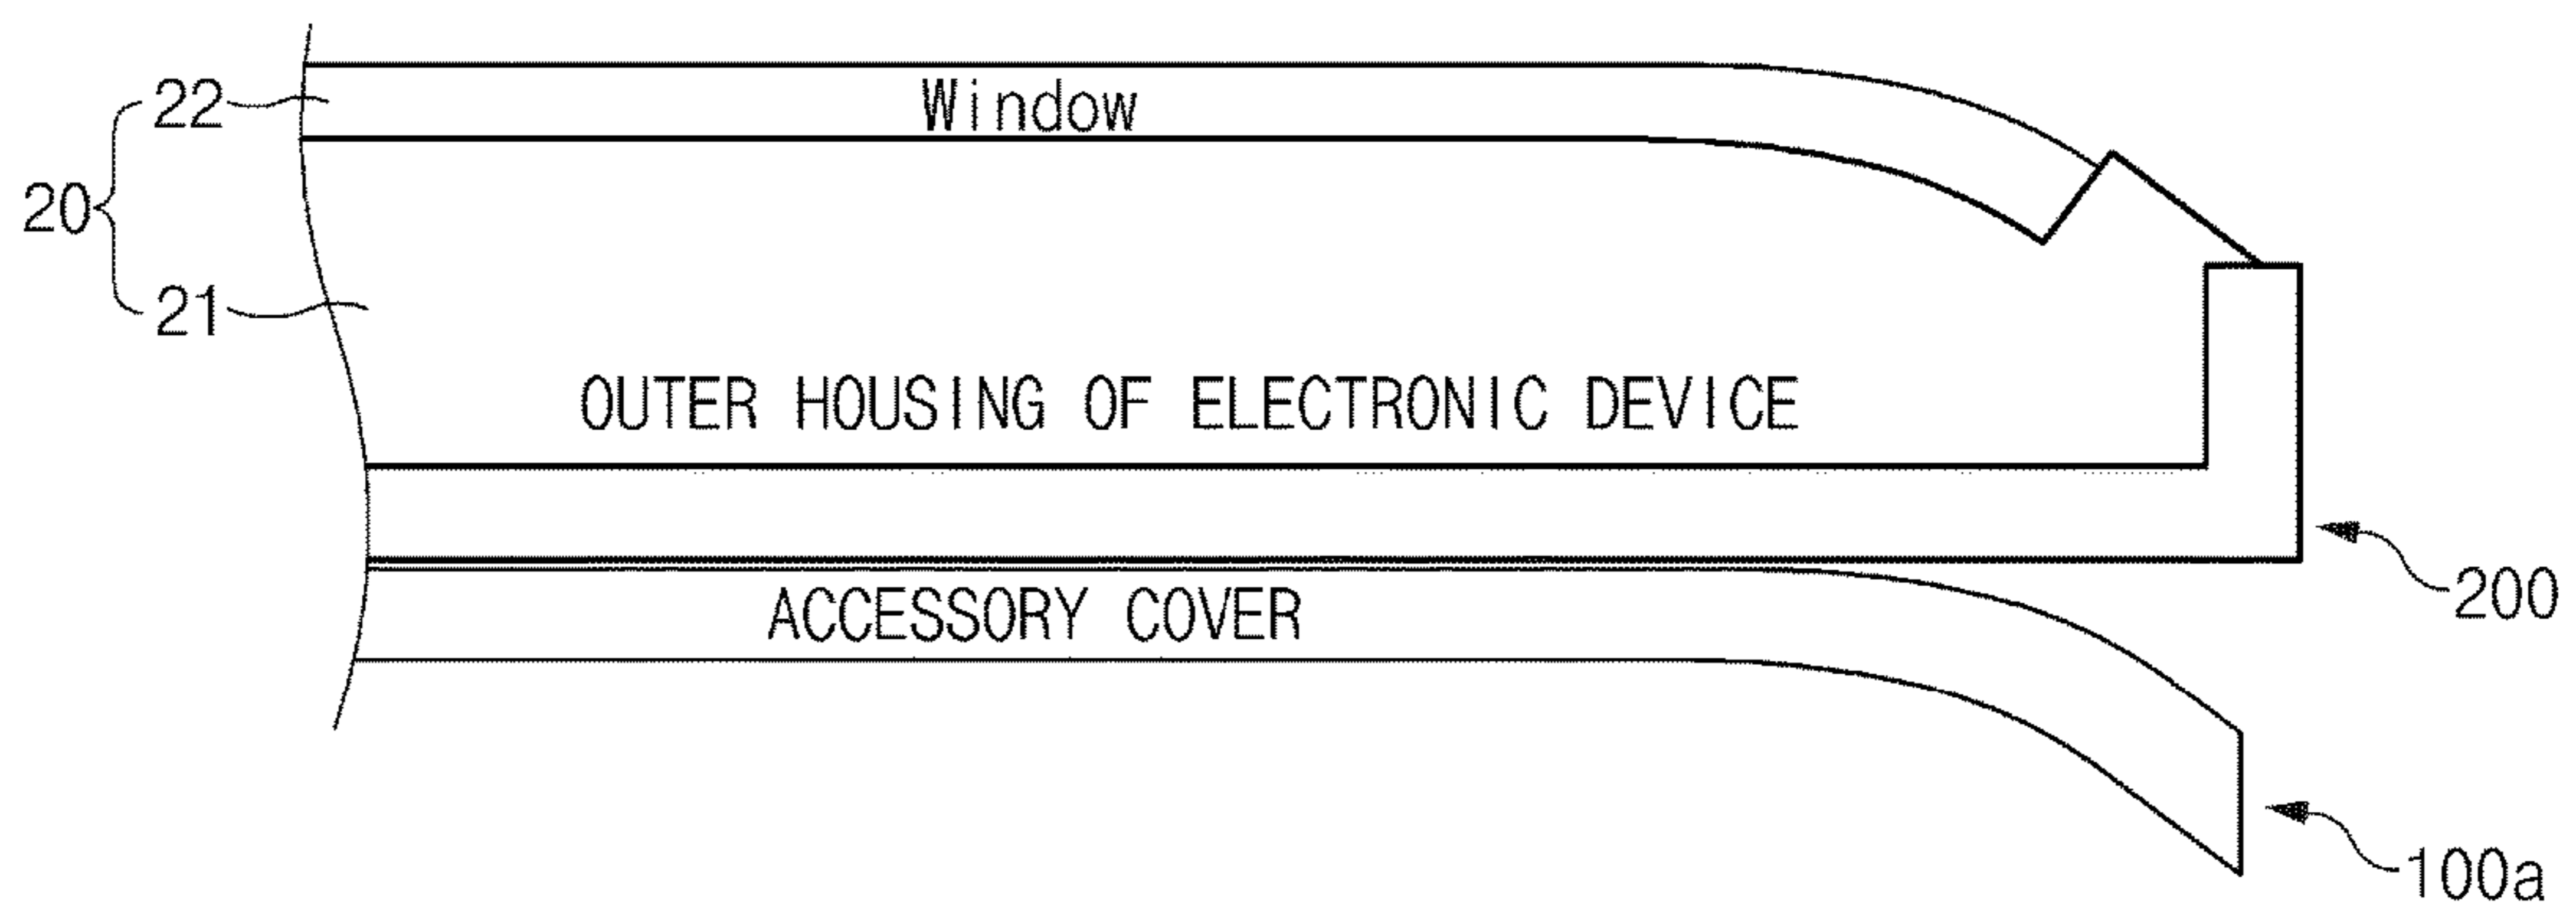 22
Window
20
21
OUTER HOUSING OF ELECTRONIC DEVICE
200
ACCESSORY COVER
100a